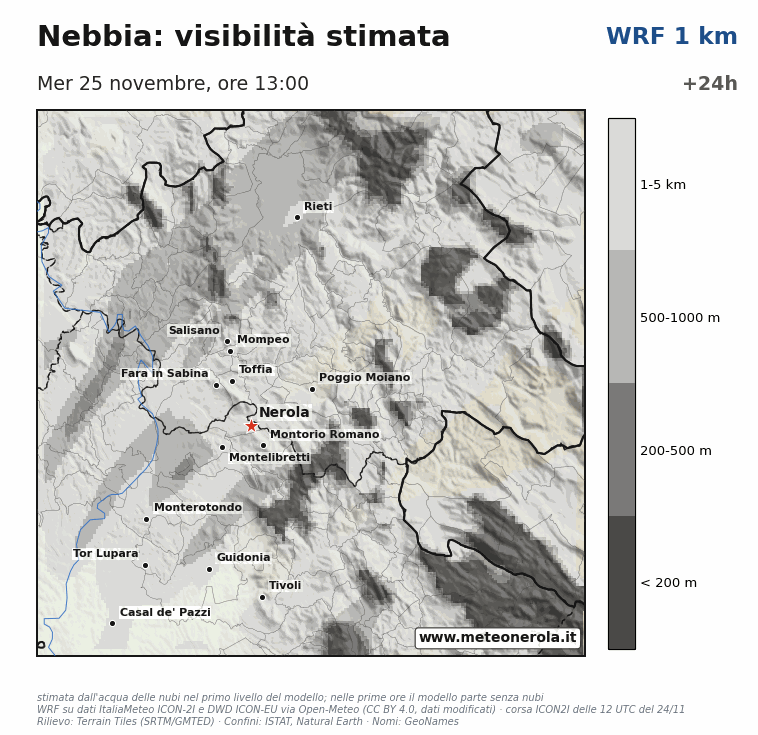 Nebbia: visibilità stimata
WRF 1 km
Mer 25 novembre, ore 13:00
+24h
1-5 km
Rieti
500-1000 m
Salisano
Mompeo
Toffia
Fara in Sabina
Poggio Moiano
Nerola
Montorio Romano
200-500 m
Montelibretti
Monterotondo
Tor Lupara
Guidonia
< 200 m
Tivoli
Casal de' Pazzi
www.meteonerola.it
stimata dall'acqua delle nubi nel primo livello del modello; nelle prime ore il modello parte senza nubi
WRF su dati ItaliaMeteo ICON-2I e DWD ICON-EU via Open-Meteo (CC BY 4.0, dati modificati) · corsa ICON2I delle 12 UTC del 24/11
Rilievo: Terrain Tiles (SRTM/GMTED) · Confini: ISTAT, Natural Earth · Nomi: GeoNames